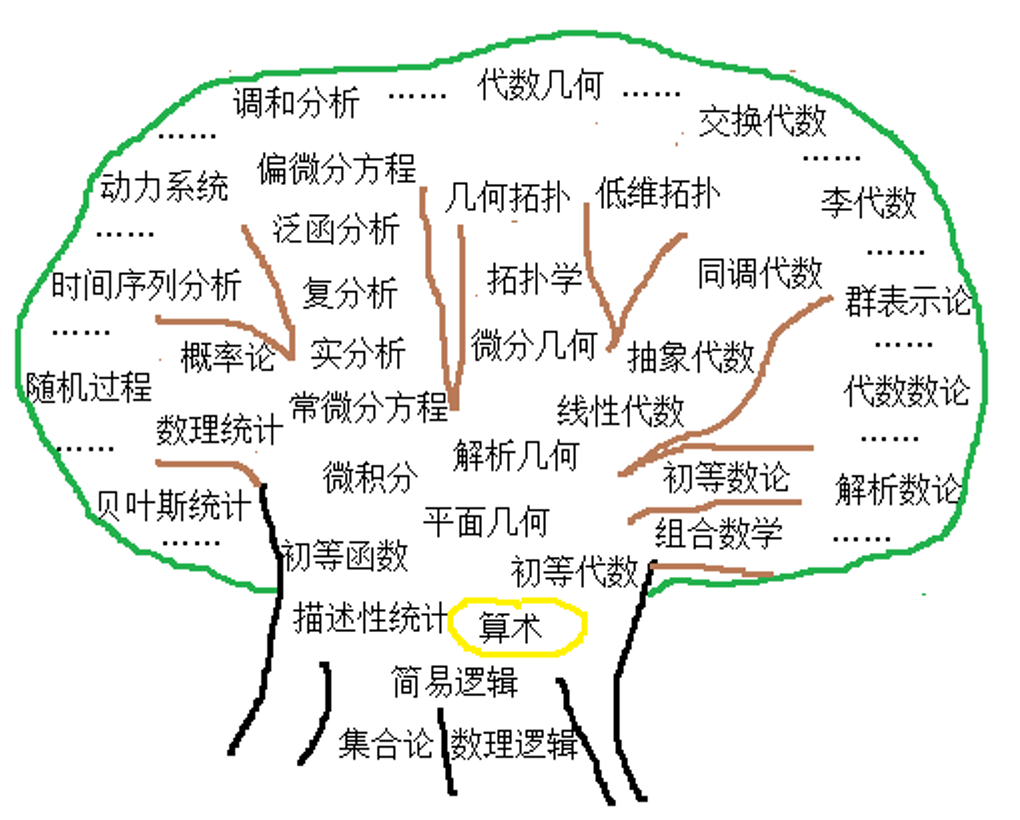 代数几何
……
……
调和分析
交换代数
……
……
偏微分方程
动力系统
几何拓扑
低维拓扑
李代数
泛函分析
……
……
时间序列分析
复分析
拓扑学
同调代数
群表示论
……
概率论
实分析
微分几何
抽象代数
……
随机过程
代数数论
常微分方程
线性代数
数理统计
……
……
解析几何
微积分
初等数论
解析数论
贝叶斯统计
平面几何
组合数学
……
……
初等函数
初等代数
描述性统计
算术
简易逻辑
集合论
数理逻辑